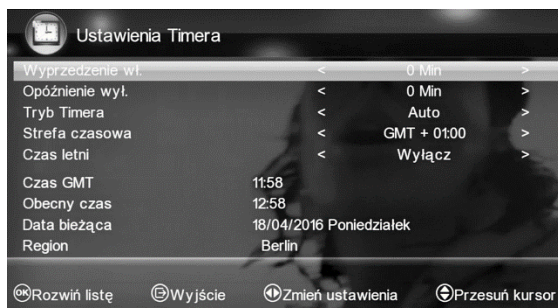 Ustawienia Timera
Wyprzedzenie wł. < 0 Min >
Opóźnienie wył. < 0 Min >
Tryb Timera < Auto >
Strefa czasowa < GMT + 01:00 >
Czas letni < Wyłącz >
Czas GMT 11:58
Obecny czas 12:58
Data bieżąca 18/04/2016 Poniedziałek
Region Berlin
OK Rozwiń listę Wyjście Zmień ustawienia Przesuń kursor